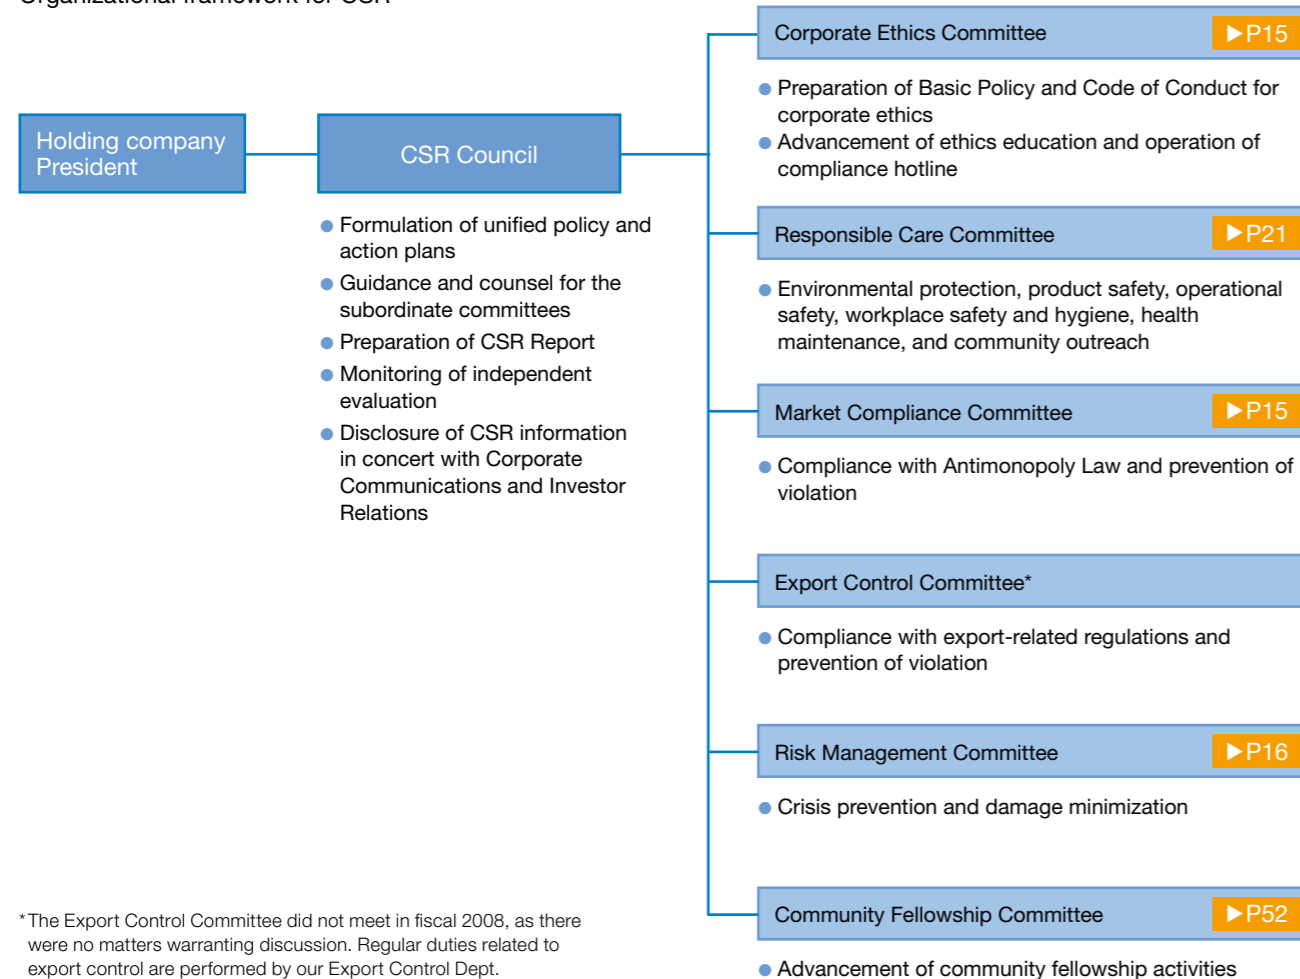 Organizational framework for CSR
Holding company
President
CSR Council
● Formulation of unified policy and
action plans
● Guidance and counsel for the
subordinate committees
● Preparation of CSR Report
● Monitoring of independent
evaluation
● Disclosure of CSR information
in concert with Corporate
Communications and Investor
Relations
Corporate Ethics Committee ▶P15
● Preparation of Basic Policy and Code of Conduct for
corporate ethics
● Advancement of ethics education and operation of
compliance hotline
Responsible Care Committee ▶P21
● Environmental protection, product safety, operational
safety, workplace safety and hygiene, health
maintenance, and community outreach
Market Compliance Committee ▶P15
● Compliance with Antimonopoly Law and prevention of
violation
Export Control Committee*
● Compliance with export-related regulations and
prevention of violation
Risk Management Committee ▶P16
● Crisis prevention and damage minimization
Community Fellowship Committee ▶P52
● Advancement of community fellowship activities
*The Export Control Committee did not meet in fiscal 2008, as there
were no matters warranting discussion. Regular duties related to
export control are performed by our Export Control Dept.